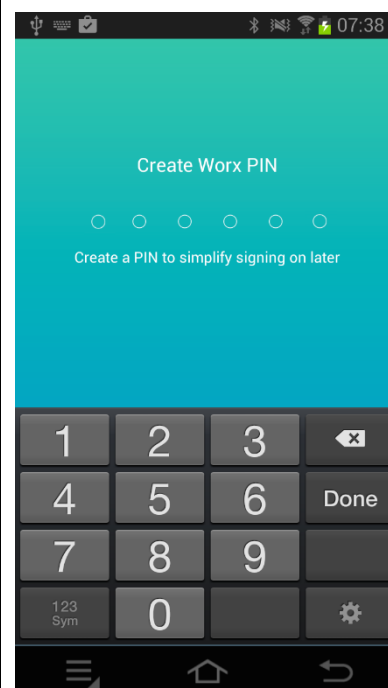 07:38
Create Worx PIN
Create a PIN to simplify signing on later
1 2 3
4 5 6 Done
7 8 9
123
Sym
0